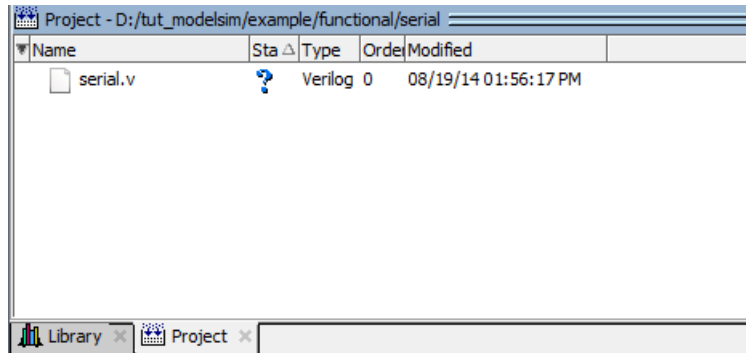 Project - D:/tut_modelsim/example/functional/serial
Name Sta Type Order Modified
serial.v ? Verilog 0 08/19/14 01:56:17 PM
Library Project